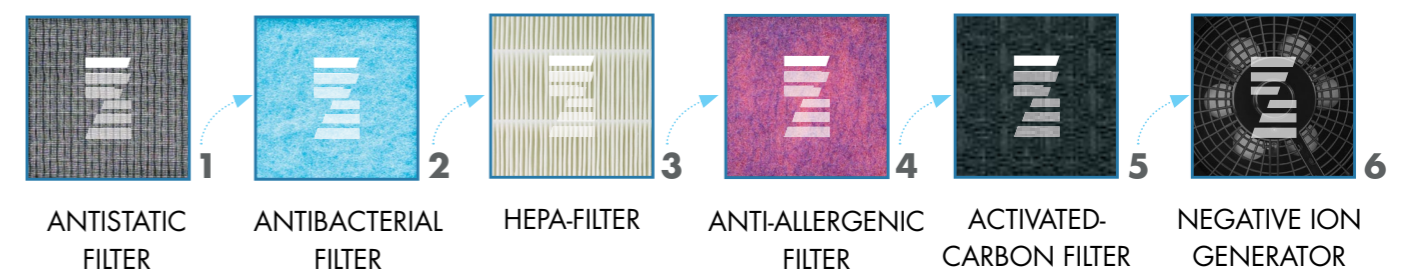 1
2
3
4
5
6
ANTISTATIC
FILTER
ANTIBACTERIAL
FILTER
HEPA-FILTER
ANTI-ALLERGENIC
FILTER
ACTIVATED-
CARBON FILTER
NEGATIVE ION
GENERATOR